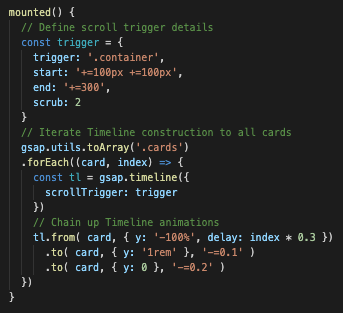 mounted() {
  // Define scroll trigger details
  const trigger = {
    trigger: '.container',
    start: '+=100px +=100px',
    end: '+=300',
    scrub: 2
  }
  // Iterate Timeline construction to all cards
  gsap.utils.toArray('.cards')
  .forEach((card, index) => {
    const tl = gsap.timeline({
      scrollTrigger: trigger
    })
    // Chain up Timeline animations
    tl.from( card, { y: '-100%', delay: index * 0.3 })
      .to( card, { y: '1rem' }, '-=0.1' )
      .to( card, { y: 0 }, '-=0.2' )
  })
}